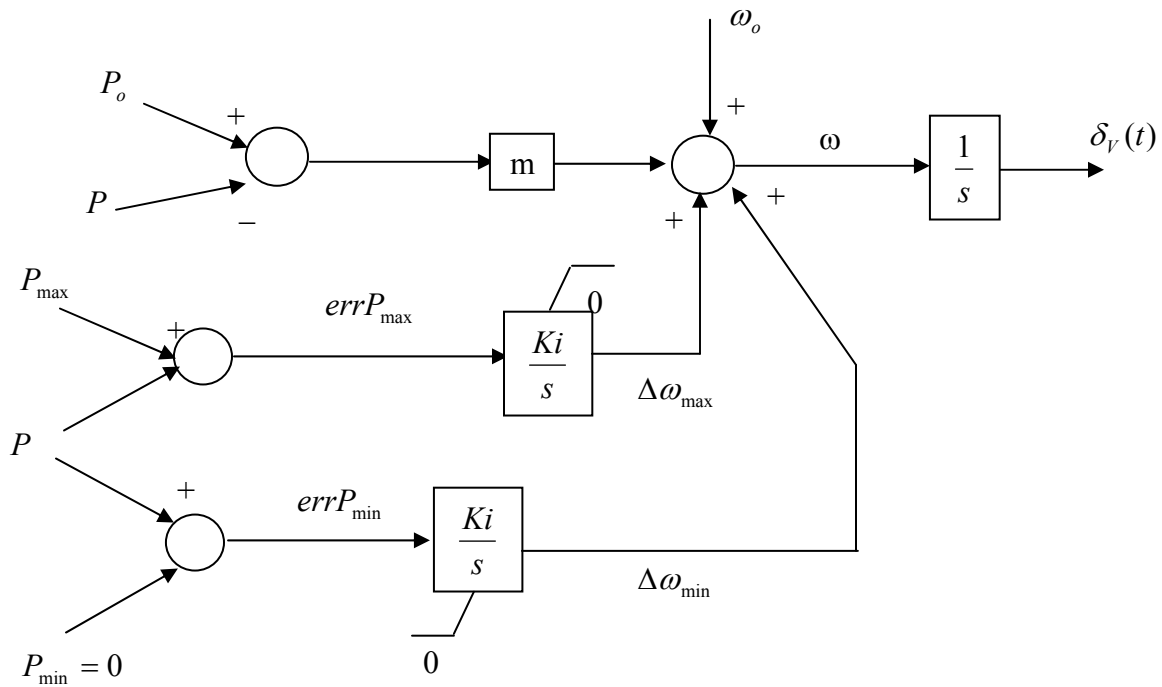 ω_o
P_o
+
+
δ_V(t)
m
ω
1/s
P
−
+
+
P_max
errP_max
0
+
Ki/s
Δω_max
P
+
errP_min
Ki/s
Δω_min
0
P_min = 0